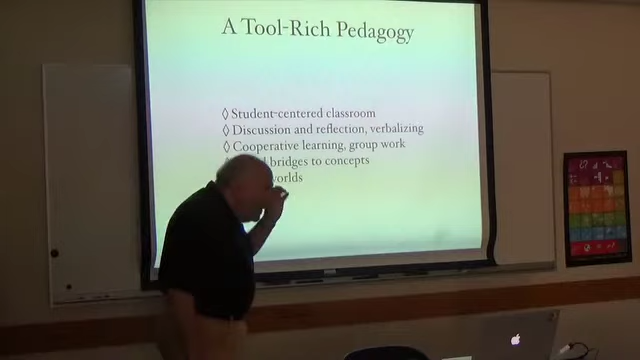 A Tool-Rich Pedagogy
◊ Student-centered classroom
◊ Discussion and reflection, verbalizing
◊ Cooperative learning, group work
bridges to concepts
worlds